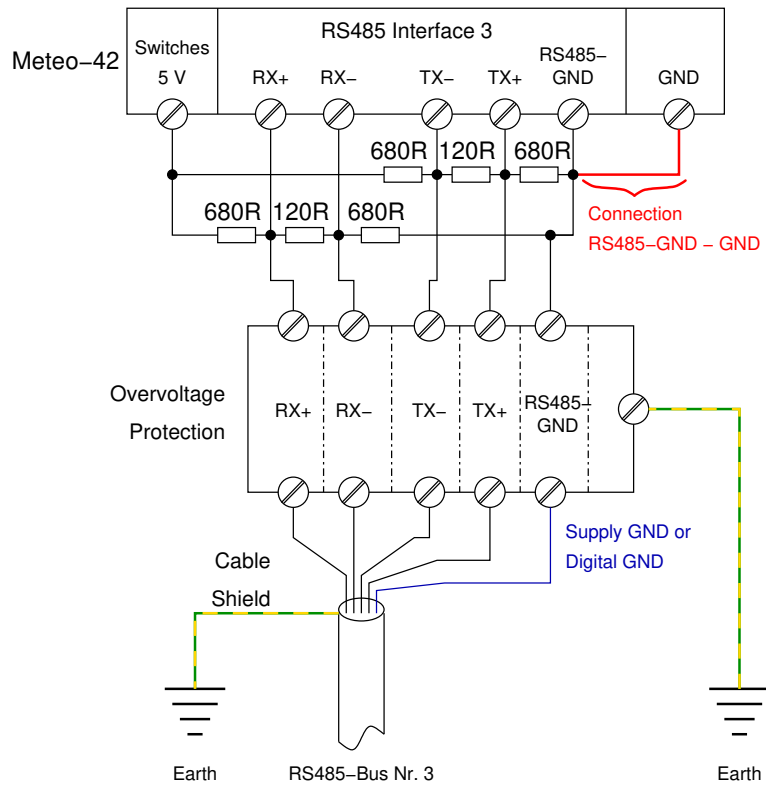 Meteo−42
Switches
5 V
RS485 Interface 3
RX+
RX−
TX−
TX+
RS485−
GND
GND
680R
120R
680R
680R
120R
680R
Connection
RS485−GND − GND
Overvoltage
Protection
RX+
RX−
TX−
TX+
RS485−
GND
Supply GND or
Digital GND
Cable
Shield
Earth
RS485−Bus Nr. 3
Earth